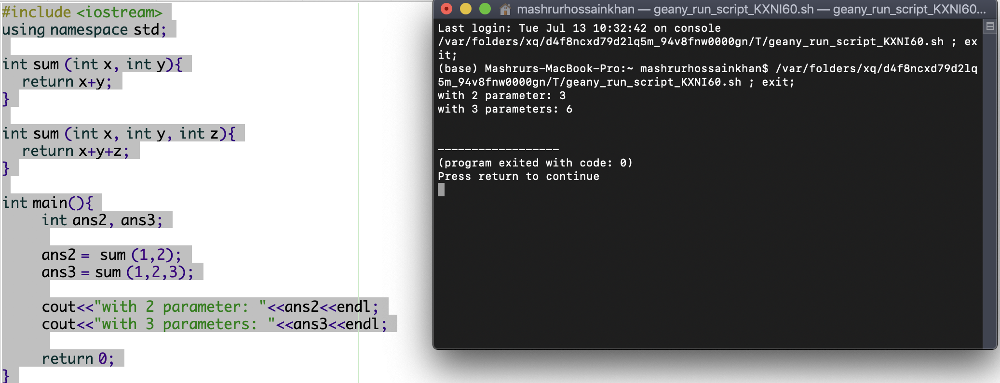 #include <iostream>
using namespace std;
int sum (int x, int y){
return x+y;
}
int sum (int x, int y, int z){
return x+y+z;
}
int main(){
int ans2, ans3;
ans2 =  sum (1,2);
ans3 = sum (1,2,3);
cout<<"with 2 parameter: "<<ans2<<endl;
cout<<"with 3 parameters: "<<ans3<<endl;
return 0;
}
mashrurhossainkhan — geany_run_script_KXNI60.sh — geany_run_script_KXNI60...
Last login: Tue Jul 13 10:32:42 on console
/var/folders/xq/d4f8ncxd79d2lq5m_94v8fnw0000gn/T/geany_run_script_KXNI60.sh ; ex
it;
(base) Mashrurs-MacBook-Pro:~ mashrurhossainkhan$ /var/folders/xq/d4f8ncxd79d2lq
5m_94v8fnw0000gn/T/geany_run_script_KXNI60.sh ; exit;
with 2 parameter: 3
with 3 parameters: 6
------------------
(program exited with code: 0)
Press return to continue